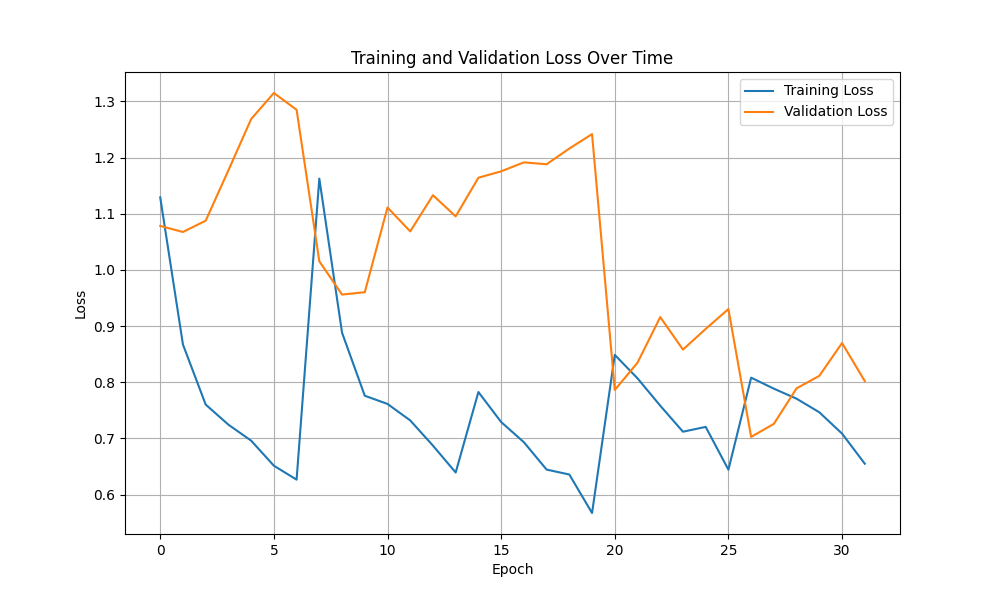 Training and Validation Loss Over Time
Training Loss
Validation Loss
1.3
1.2
1.1
1.0
0.9
0.8
0.7
0.6
Loss
0 5 10 15 20 25 30
Epoch